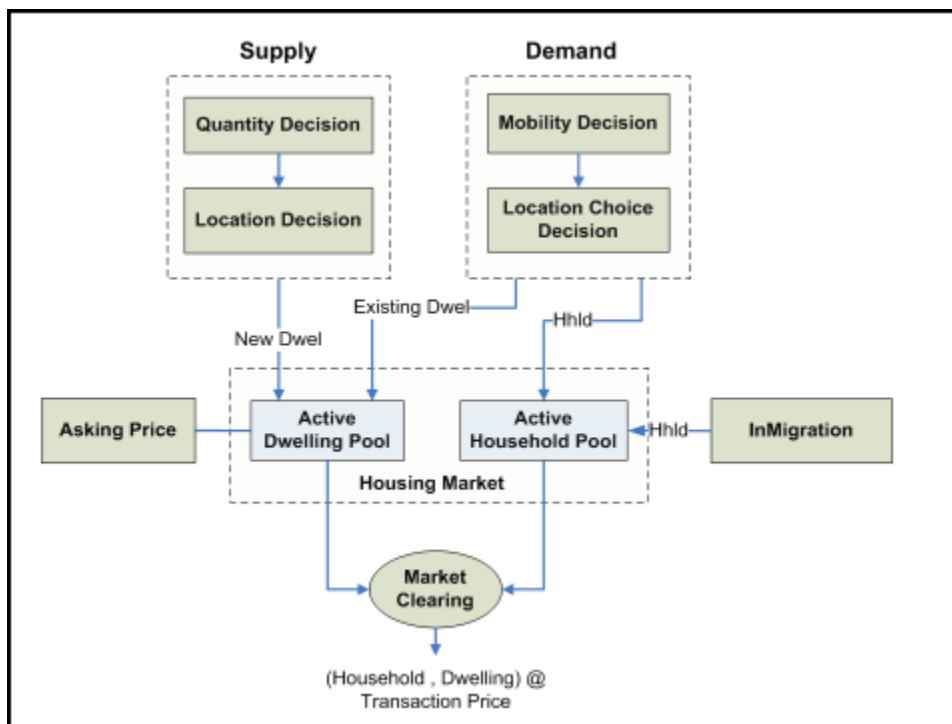 Supply
Demand
Quantity Decision
Mobility Decision
Location Decision
Location Choice
Decision
Existing Dwel
Hhld
New Dwel
Asking Price
Active
Dwelling Pool
Active
Household Pool
Hhld
InMigration
Housing Market
Market
Clearing
(Household , Dwelling) @
Transaction Price